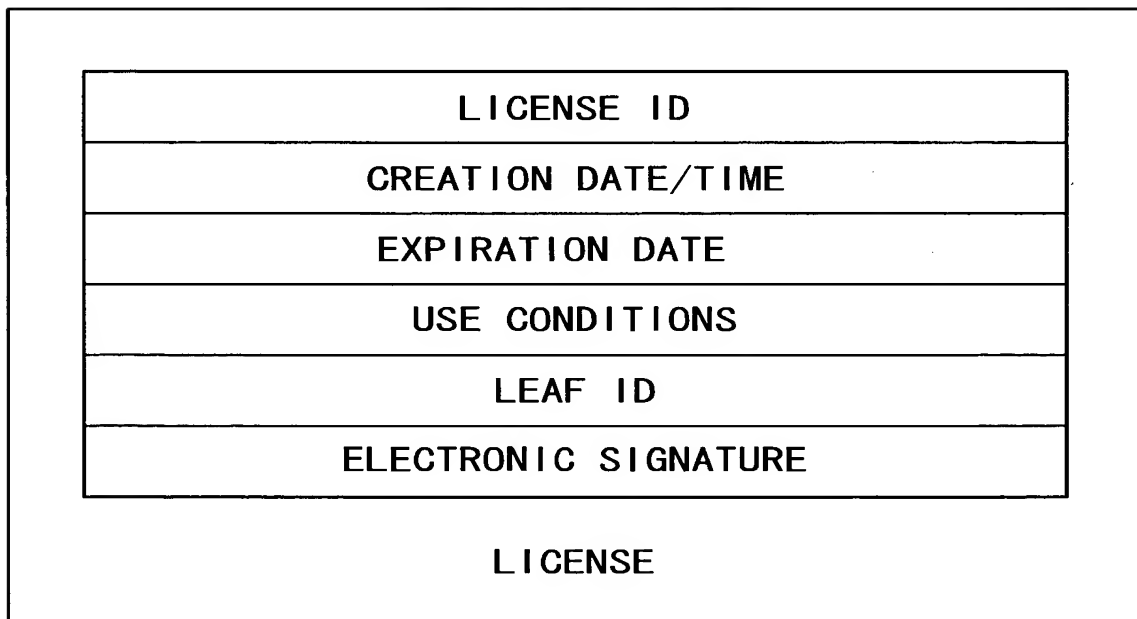 LICENSE ID
CREATION DATE/TIME
EXPIRATION DATE
USE CONDITIONS
LEAF ID
ELECTRONIC SIGNATURE
LICENSE